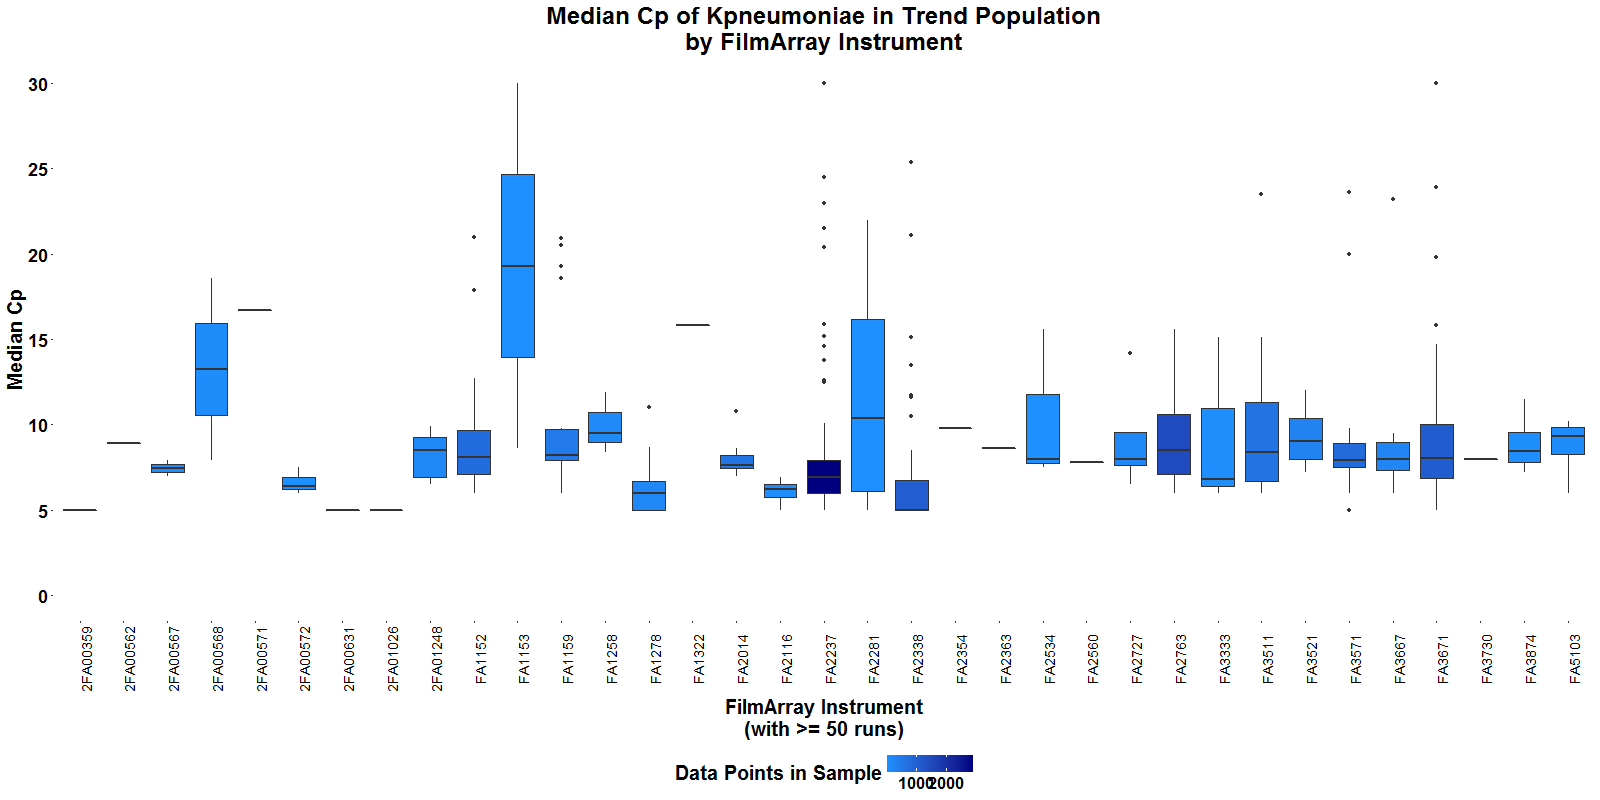 Median Cp of Kpneumoniae in Trend Population
by FilmArray Instrument
Median Cp
30
25
20
15
10
5
0
2FA00359
2FA00562
2FA00567
2FA00568
2FA00571
2FA00572
2FA00631
2FA01026
2FA01248
FA1152
FA1153
FA1159
FA1258
FA1278
FA1322
FA2014
FA2116
FA2237
FA2281
FA2338
FA2354
FA2633
FA2534
FA2560
FA2727
FA2763
FA3333
FA3511
FA3521
FA3571
FA3667
FA3671
FA3730
FA3874
FA5103
FilmArray Instrument
(with >= 50 runs)
Data Points in Sample
1000
2000